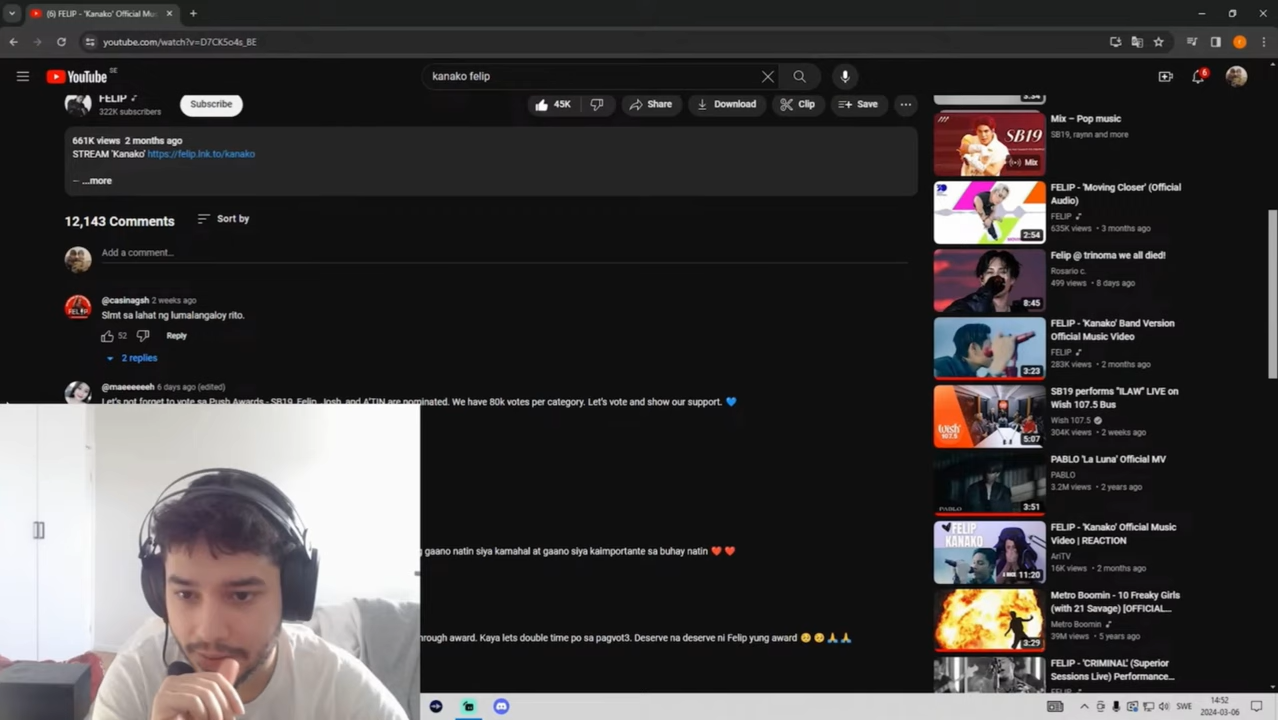 (6) FELIP - 'Kanako' Official Mu
youtube.com/watch?v=D7CK5o4s_BE
YouTube SE
kanako felip
6
FELIP
322K subscribers
Subscribe
45K
Share
Download
Clip
Save
661K views 2 months ago
STREAM 'Kanako' https://felip.lnk.to/kanako
...more
12,143 Comments
Sort by
Add a comment...
@casinagsh 2 weeks ago
Slmt sa lahat ng lumalangaloy rito.
52
Reply
2 replies
@maeeeeeeh 6 days ago (edited)
Let's not forget to vote sa Push Awards - SB19, Felip, Josh, and A'TIN are nominated. We have 80k votes per category. Let's vote and show our support. 💙
gaano natin siya kamahal at gaano siya kaimportante sa buhay natin ❤️ ❤️
hrough award. Kaya lets double time po sa pagvot3. Deserve na deserve ni Felip yung award 🥺 🥺 🙏 🙏
SB19
Mix
Mix – Pop music
SB19, raynn and more
2:54
FELIP - 'Moving Closer' (Official
Audio)
FELIP
635K views • 3 months ago
8:45
Felip @ trinoma we all died!
Rosario c.
499 views • 8 days ago
3:23
FELIP - 'Kanako' Band Version
Official Music Video
FELIP
283K views • 2 months ago
wish
107.5
5:07
SB19 performs "ILAW" LIVE on
Wish 107.5 Bus
Wish 107.5
304K views • 2 weeks ago
PABLO
3:51
PABLO 'La Luna' Official MV
PABLO
3.2M views • 2 years ago
FELIP
KANAKO
11:20
FELIP - 'Kanako' Official Music
Video | REACTION
AriTV
16K views • 2 months ago
3:29
Metro Boomin - 10 Freaky Girls
(with 21 Savage) [OFFICIAL...
Metro Boomin
39M views • 5 years ago
FELIP - 'CRIMINAL' (Superior
Sessions Live) Performance...
SWE
14:52
2024-03-06